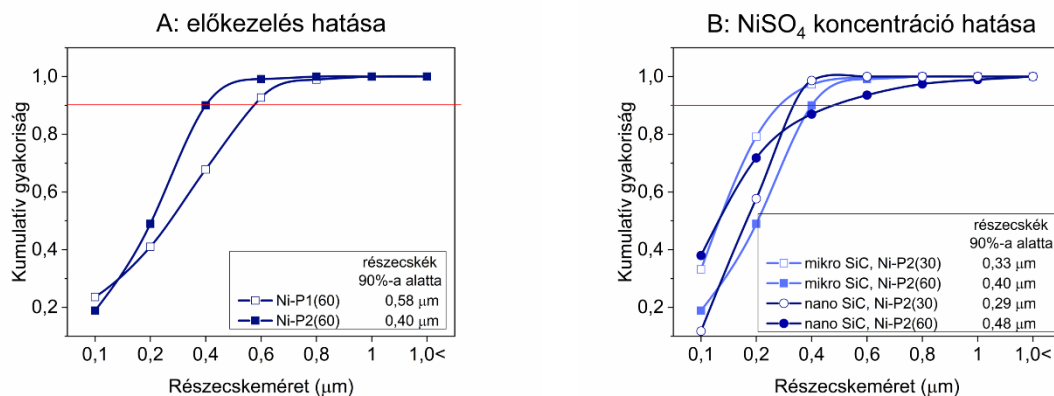 A: előkezelés hatása
Kumulatív gyakoriság
1,0
0,8
0,6
0,4
0,2
részecskék
90%-a alatta
Ni-P1(60) 0,58 μm
Ni-P2(60) 0,40 μm
0,1 0,2 0,4 0,6 0,8 1 1,0<
Részecskeméret (μm)
B: NiSO₄ koncentráció hatása
Kumulatív gyakoriság
1,0
0,8
0,6
0,4
0,2
részecskék
90%-a alatta
mikro SiC, Ni-P2(30) 0,33 μm
mikro SiC, Ni-P2(60) 0,40 μm
nano SiC, Ni-P2(30) 0,29 μm
nano SiC, Ni-P2(60) 0,48 μm
0,1 0,2 0,4 0,6 0,8 1 1,0<
Részecskeméret (μm)